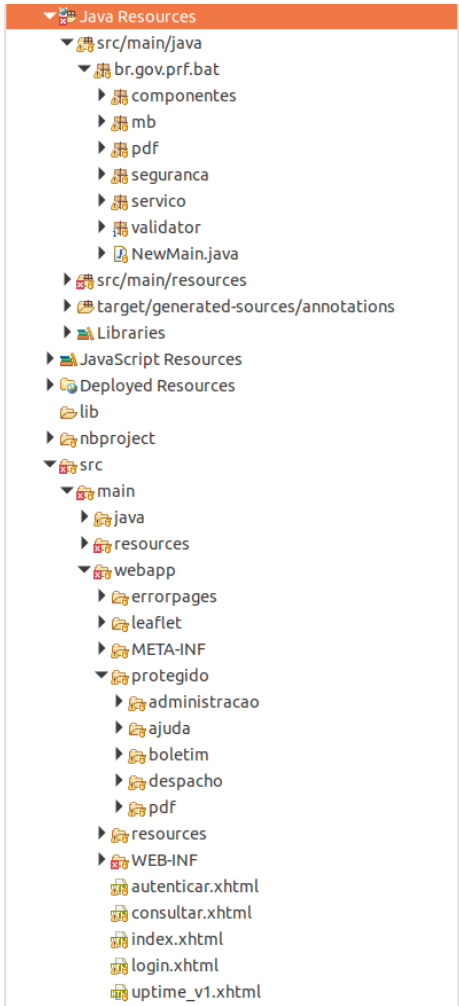 Java Resources
src/main/java
br.gov.prf.bat
componentes
mb
pdf
seguranca
servico
validator
NewMain.java
src/main/resources
target/generated-sources/annotations
Libraries
JavaScript Resources
Deployed Resources
lib
nbproject
src
main
java
resources
webapp
errorpages
leaflet
META-INF
protegido
administracao
ajuda
boletim
despacho
pdf
resources
WEB-INF
autenticar.xhtml
consultar.xhtml
index.xhtml
login.xhtml
uptime_v1.xhtml